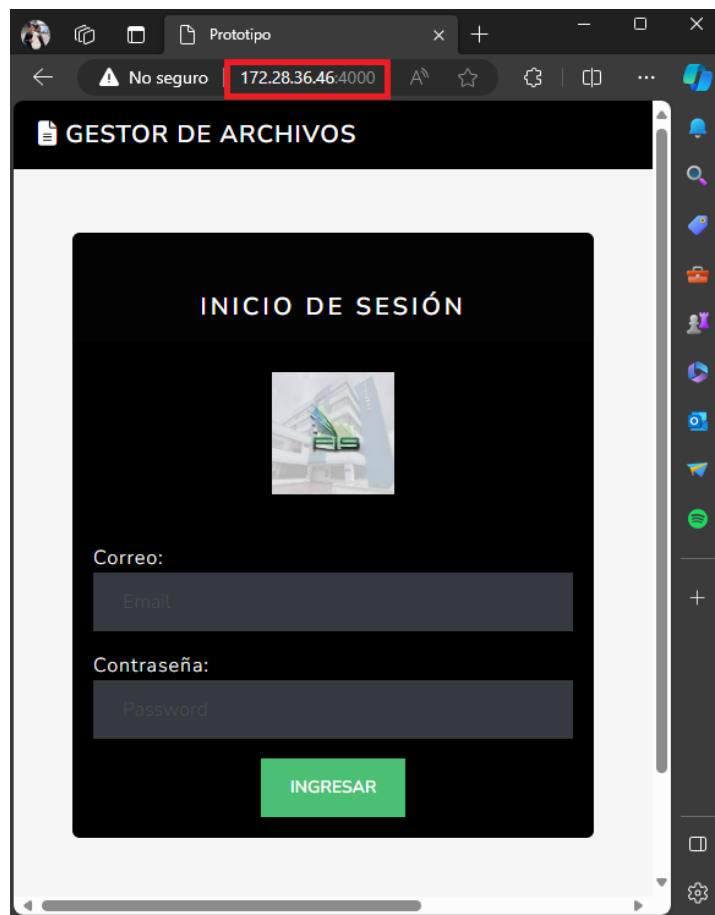 Prototipo
No seguro 172.28.36.46:4000
GESTOR DE ARCHIVOS
INICIO DE SESIÓN
FIS
Correo:
Email
Contraseña:
Password
INGRESAR